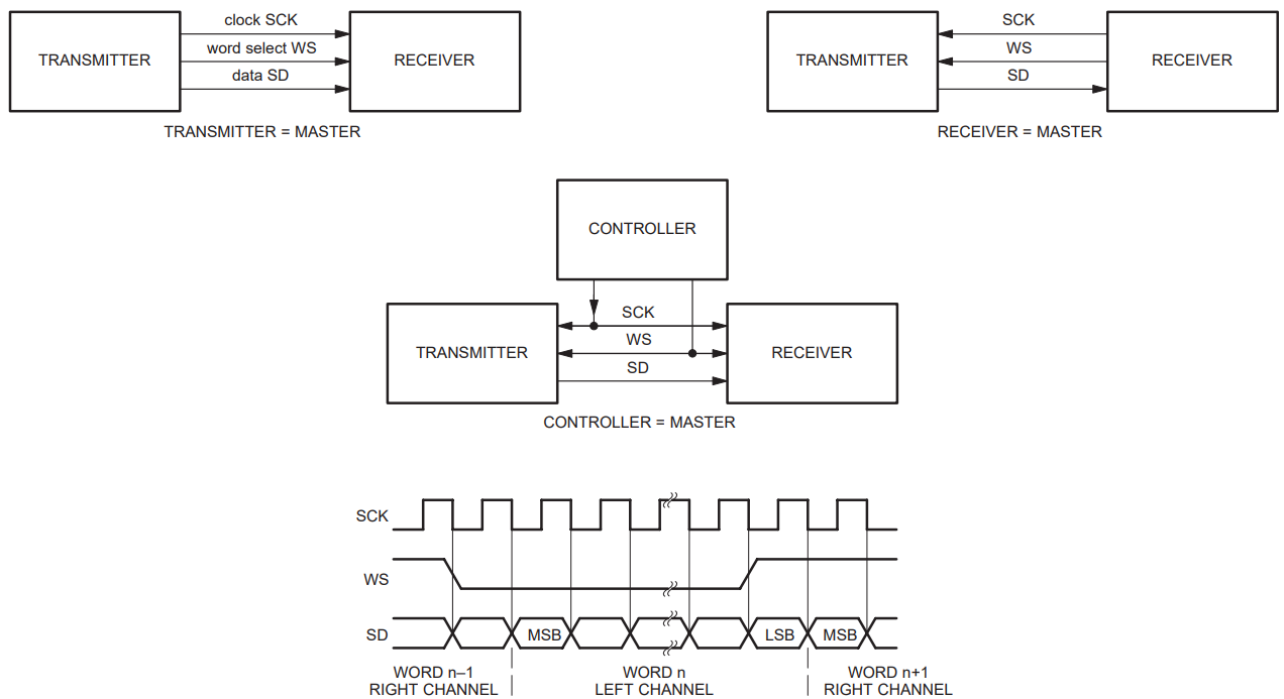 clock SCK
word select WS
data SD
TRANSMITTER
RECEIVER
TRANSMITTER = MASTER
SCK
WS
SD
TRANSMITTER
RECEIVER
RECEIVER = MASTER
CONTROLLER
SCK
WS
SD
TRANSMITTER
RECEIVER
CONTROLLER = MASTER
SCK
WS
SD
MSB
LSB
MSB
WORD n–1
RIGHT CHANNEL
WORD n
LEFT CHANNEL
WORD n+1
RIGHT CHANNEL